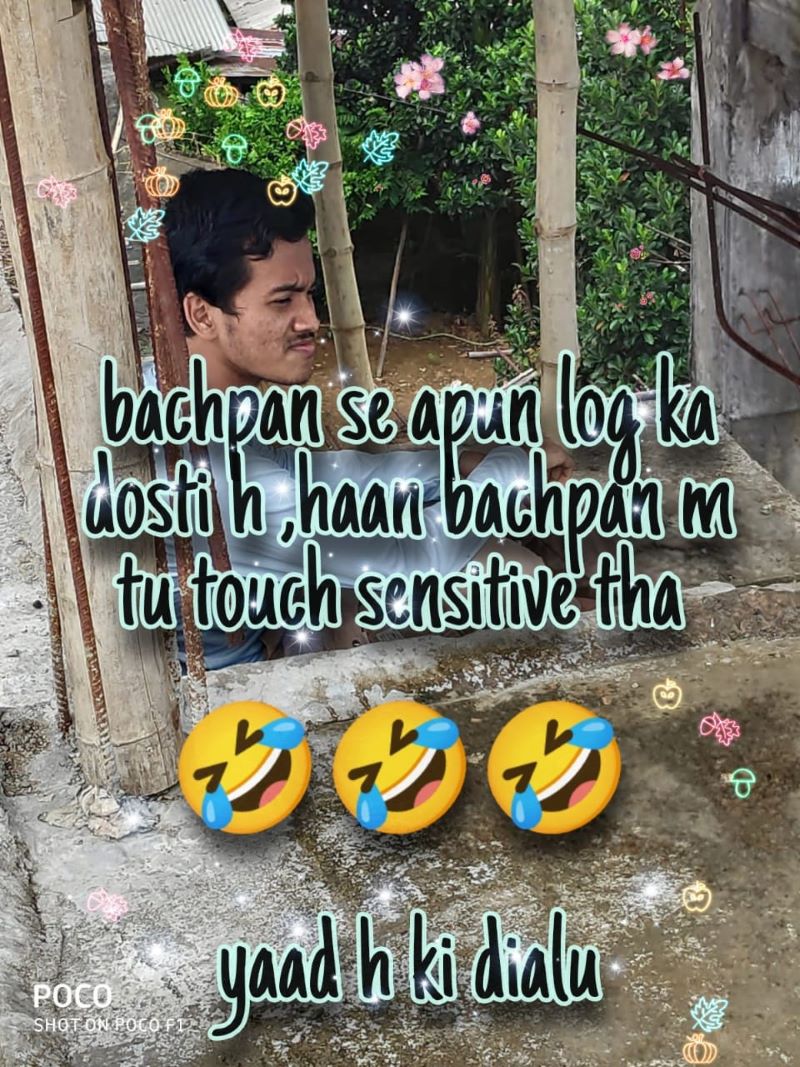 bachpan se apun log ka
dosti h ,haan bachpan m
tu touch sensitive tha
yaad h ki dialu
POCO
SHOT ON POCO F1